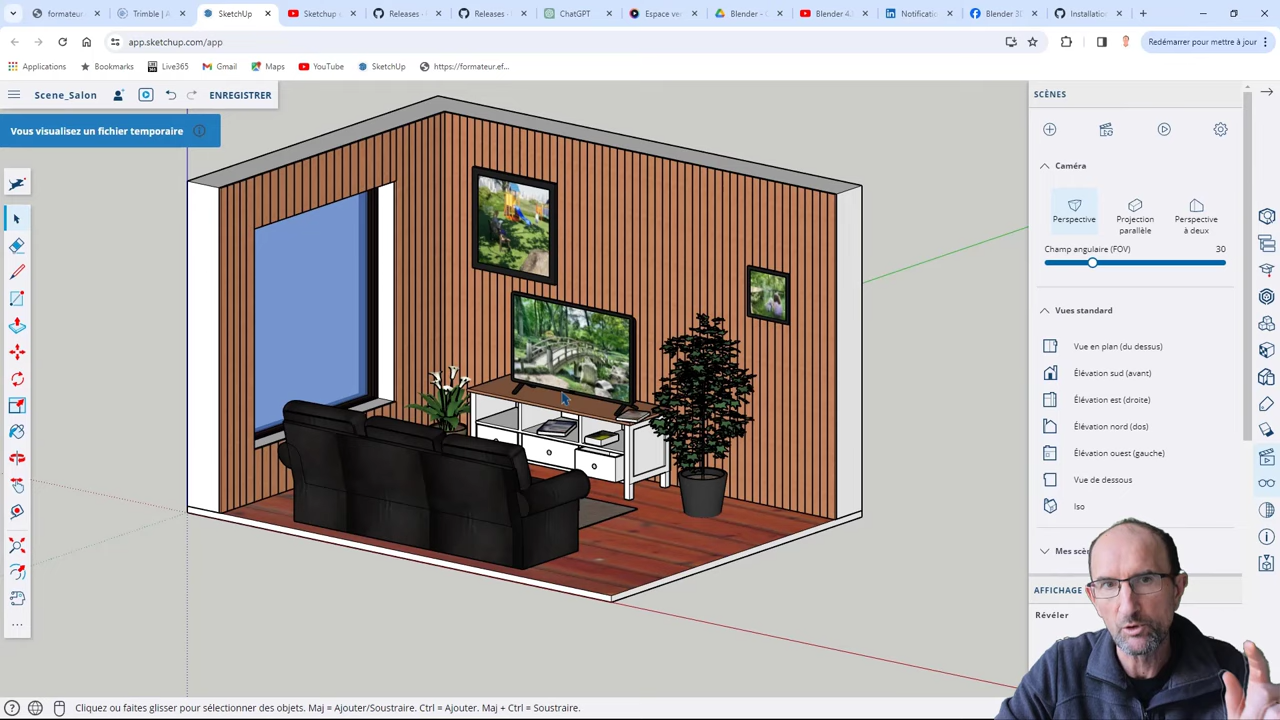 formateur
Trimble | A
SketchUp
Sketchup
Releases -
Releases -
ChatGPT
Espace ve
Blender –
Blender 4.
Notification
Blender 3D
Installation
app.sketchup.com/app
Redémarrer pour mettre à jour
Applications
Bookmarks
Live365
Gmail
Maps
YouTube
SketchUp
https://formateur.ef...
Scene_Salon
ENREGISTRER
Vous visualisez un fichier temporaire
SCÈNES
Caméra
Perspective
Projection
parallèle
Perspective
à deux
Champ angulaire (FOV) 30
Vues standard
Vue en plan (du dessus)
Élévation sud (avant)
Élévation est (droite)
Élévation nord (dos)
Élévation ouest (gauche)
Vue de dessous
Iso
AFFICHAGE
Révéler
Cliquez ou faites glisser pour sélectionner des objets. Maj = Ajouter/Soustraire. Ctrl = Ajouter. Maj + Ctrl = Soustraire.